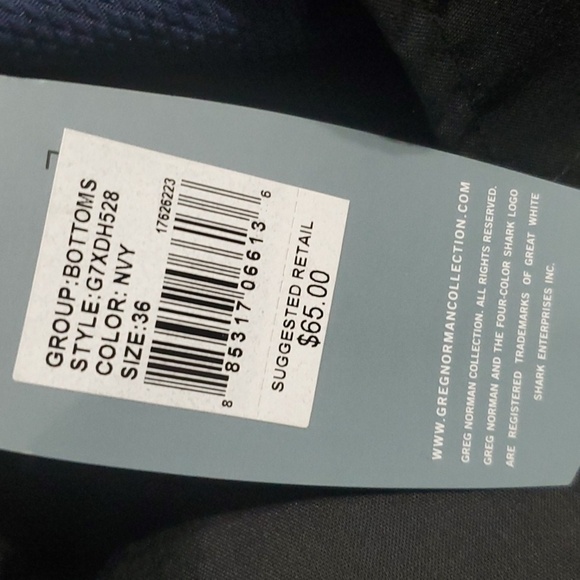 GROUP:BOTTOMS
STYLE:G7XDH528
COLOR: NVY
SIZE:36
17626223
8 85317 06613 6
SUGGESTED RETAIL
$65.00
WWW.GREGNORMANCOLLECTION.COM
GREG NORMAN COLLECTION. ALL RIGHTS RESERVED.
GREG NORMAN AND THE FOUR-COLOR SHARK LOGO
ARE REGISTERED TRADEMARKS OF GREAT WHITE
SHARK ENTERPRISES INC.